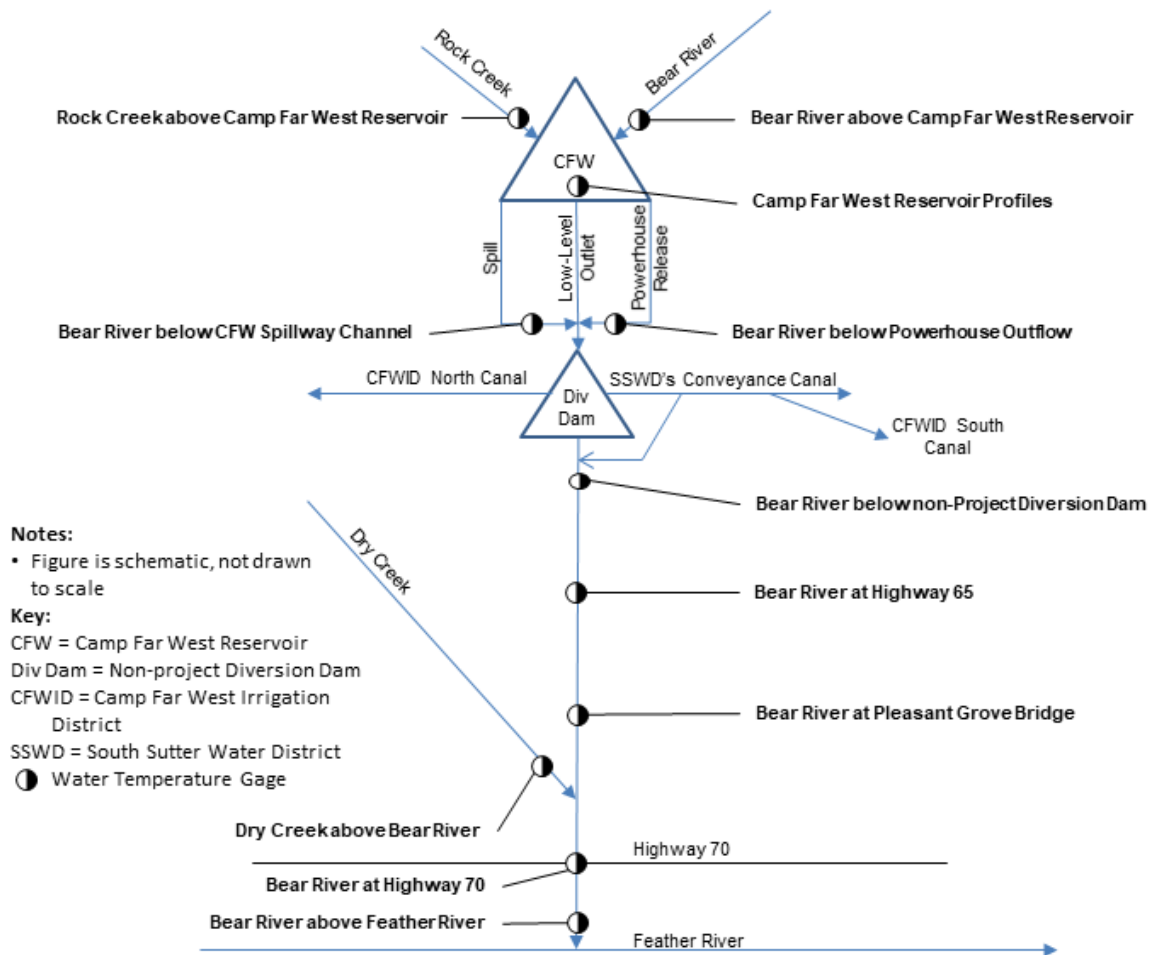 Rock Creek
Bear River
Rock Creek above Camp Far West Reservoir
Bear River above Camp Far West Reservoir
CFW
Camp Far West Reservoir Profiles
Spill
Low-Level
Outlet
Powerhouse
Release
Bear River below CFW Spillway Channel
Bear River below Powerhouse Outflow
CFWID North Canal
SSWD's Conveyance Canal
Div
Dam
CFWID South
Canal
Bear River below non-Project Diversion Dam
Dry Creek
Notes:
• Figure is schematic, not drawn
to scale
Key:
CFW = Camp Far West Reservoir
Div Dam = Non-project Diversion Dam
CFWID = Camp Far West Irrigation
District
SSWD = South Sutter Water District
Water Temperature Gage
Bear River at Highway 65
Bear River at Pleasant Grove Bridge
Dry Creek above Bear River
Highway 70
Bear River at Highway 70
Bear River above Feather River
Feather River